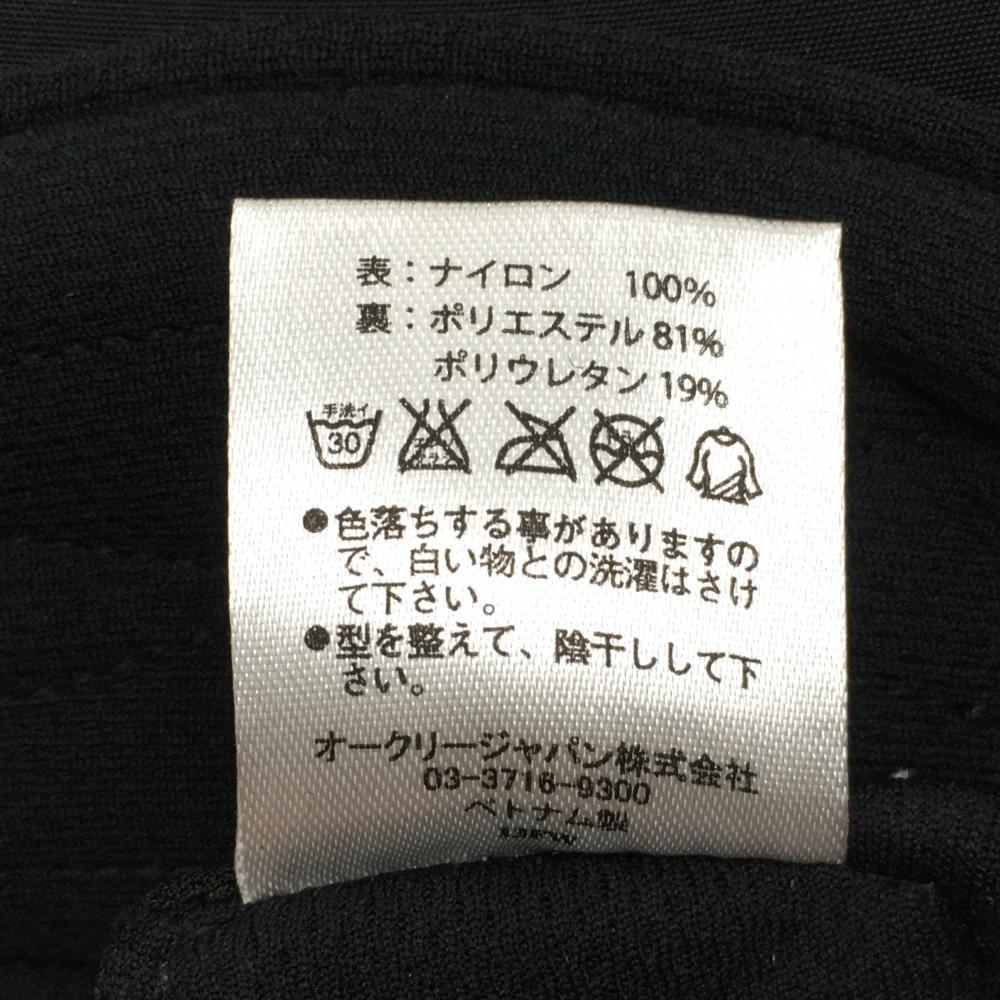 表：ナイロン 100%
裏：ポリエステル 81%
ポリウレタン 19%
手洗イ
30
●色落ちする事がありますの
で、白い物との洗濯はさけ
て下さい。
●型を整えて、陰干しして下
さい。
オークリージャパン株式会社
03-3716-9300
ベトナム製